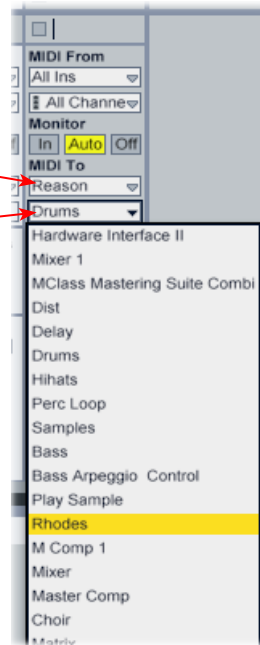 MIDI From
All Ins
All Channe
Monitor
In Auto Off
MIDI To
Reason
Drums
Hardware Interface II
Mixer 1
MClass Mastering Suite Combi
Dist
Delay
Drums
Hihats
Perc Loop
Samples
Bass
Bass Arpeggio Control
Play Sample
Rhodes
M Comp 1
Mixer
Master Comp
Choir
Matrix